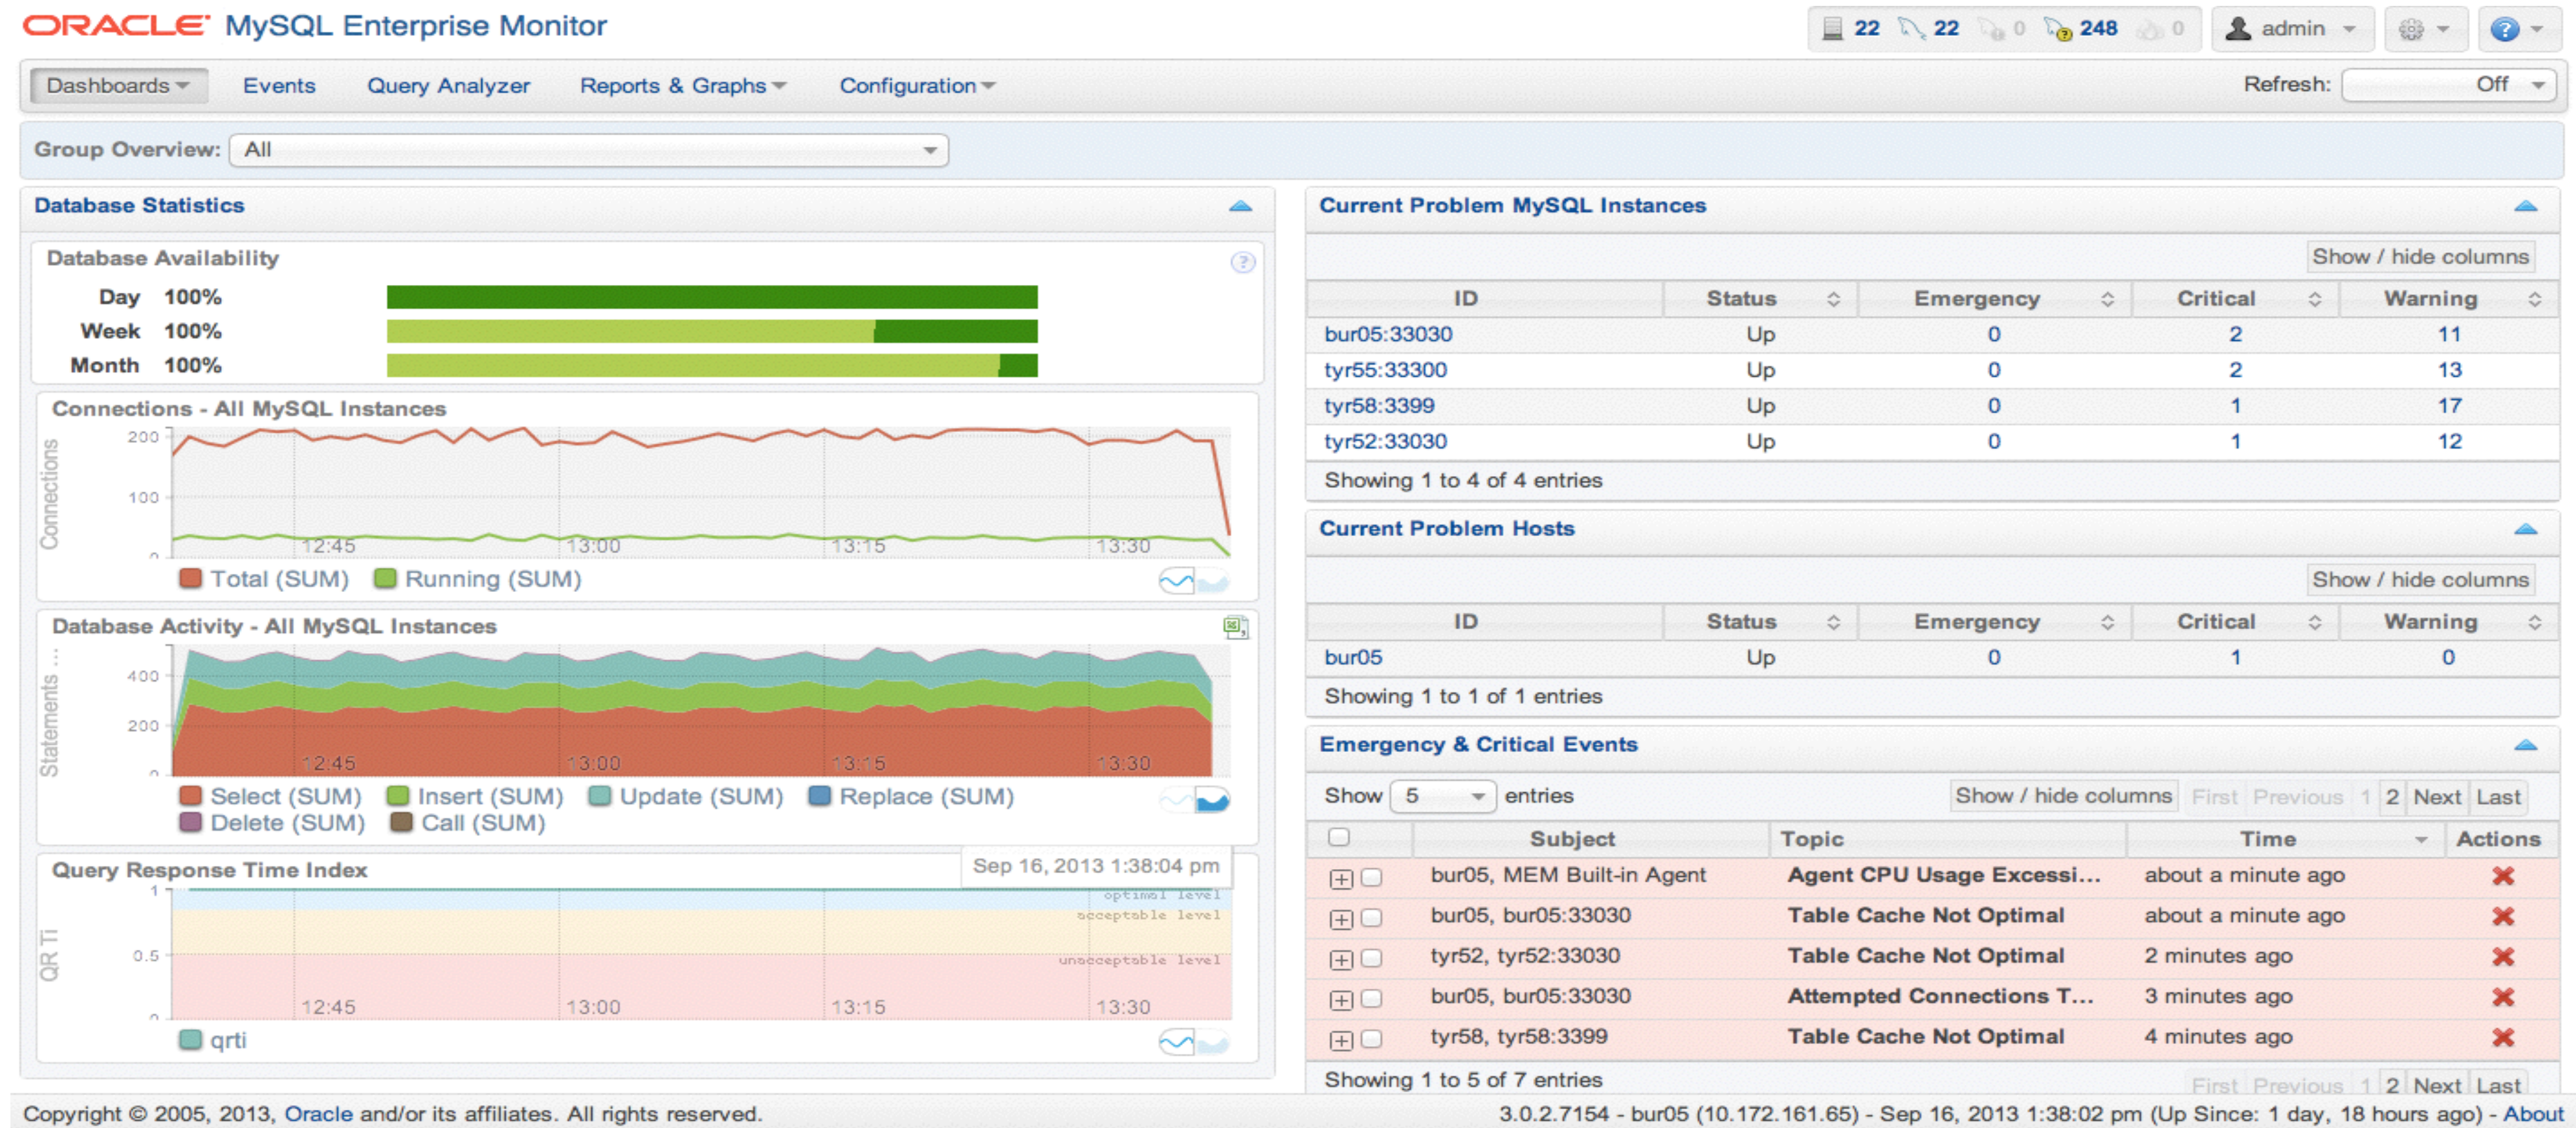 ORACLE MySQL Enterprise Monitor
22 22 0 248 0 admin
Dashboards Events Query Analyzer Reports & Graphs Configuration Refresh: Off
Group Overview: All
Database Statistics
Database Availability
Day 100%
Week 100%
Month 100%
Connections - All MySQL Instances
Connections
200
100
0
12:45 13:00 13:15 13:30
Total (SUM) Running (SUM)
Database Activity - All MySQL Instances
Statements ...
400
200
0
12:45 13:00 13:15 13:30
Select (SUM) Insert (SUM) Update (SUM) Replace (SUM)
Delete (SUM) Call (SUM)
Query Response Time Index
Sep 16, 2013 1:38:04 pm
QR Ti
1
0.5
0
optimal level
acceptable level
unacceptable level
12:45 13:00 13:15 13:30
qrti
Current Problem MySQL Instances
Show / hide columns
ID Status Emergency Critical Warning
bur05:33030 Up 0 2 11
tyr55:33300 Up 0 2 13
tyr58:3399 Up 0 1 17
tyr52:33030 Up 0 1 12
Showing 1 to 4 of 4 entries
Current Problem Hosts
Show / hide columns
ID Status Emergency Critical Warning
bur05 Up 0 1 0
Showing 1 to 1 of 1 entries
Emergency & Critical Events
Show 5 entries Show / hide columns First Previous 1 2 Next Last
Subject Topic Time Actions
bur05, MEM Built-in Agent Agent CPU Usage Excessi... about a minute ago
bur05, bur05:33030 Table Cache Not Optimal about a minute ago
tyr52, tyr52:33030 Table Cache Not Optimal 2 minutes ago
bur05, bur05:33030 Attempted Connections T... 3 minutes ago
tyr58, tyr58:3399 Table Cache Not Optimal 4 minutes ago
Showing 1 to 5 of 7 entries First Previous 1 2 Next Last
Copyright © 2005, 2013, Oracle and/or its affiliates. All rights reserved. 3.0.2.7154 - bur05 (10.172.161.65) - Sep 16, 2013 1:38:02 pm (Up Since: 1 day, 18 hours ago) - About